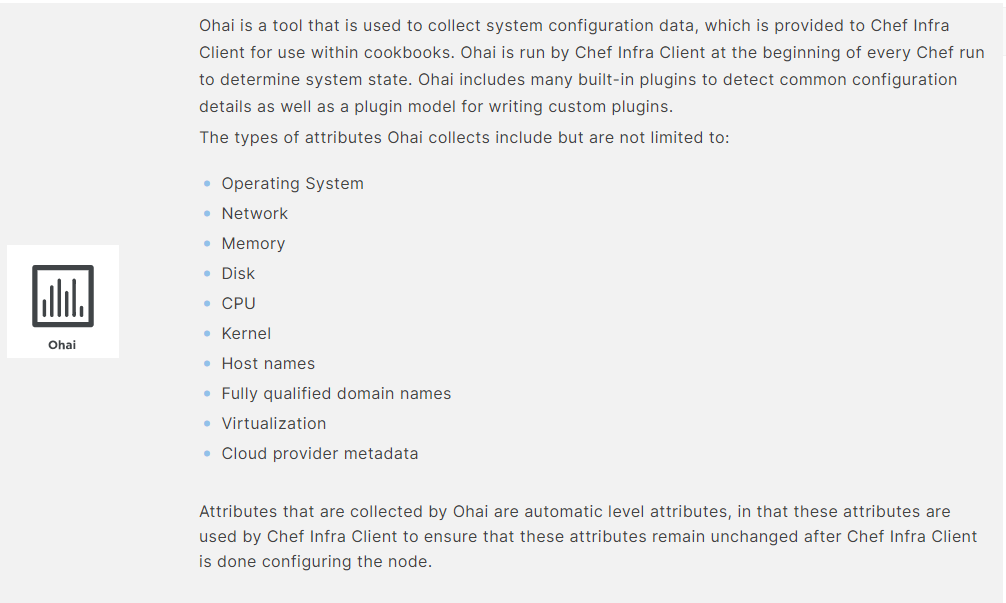 Ohai is a tool that is used to collect system configuration data, which is provided to Chef Infra
Client for use within cookbooks. Ohai is run by Chef Infra Client at the beginning of every Chef run
to determine system state. Ohai includes many built-in plugins to detect common configuration
details as well as a plugin model for writing custom plugins.
The types of attributes Ohai collects include but are not limited to:
Operating System
Network
Memory
Disk
CPU
Kernel
Host names
Fully qualified domain names
Virtualization
Cloud provider metadata
Ohai
Attributes that are collected by Ohai are automatic level attributes, in that these attributes are
used by Chef Infra Client to ensure that these attributes remain unchanged after Chef Infra Client
is done configuring the node.